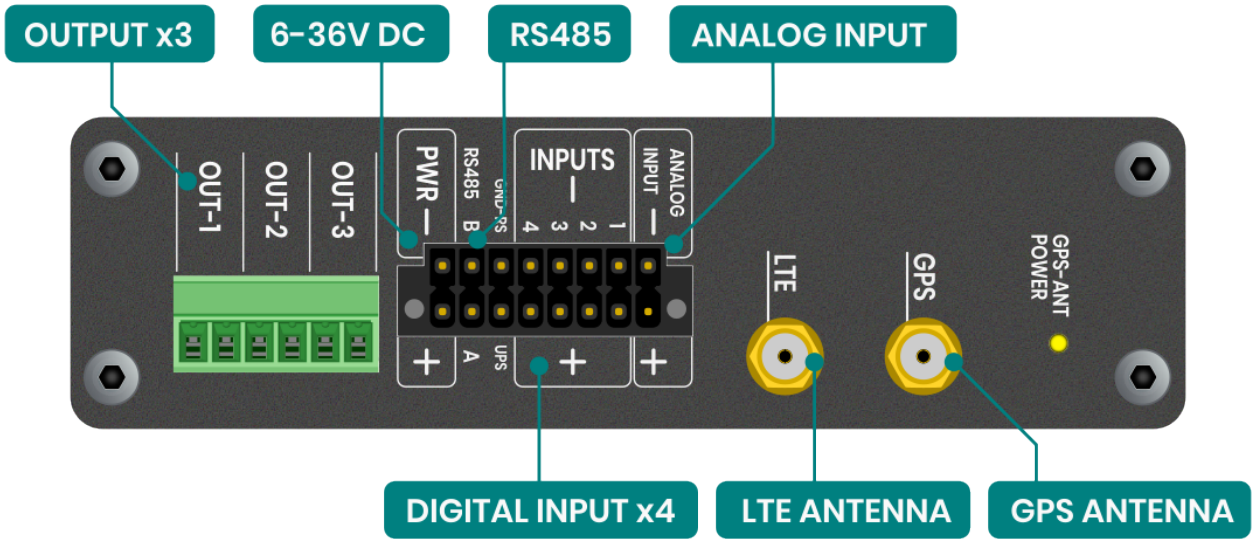 OUTPUT x3
6-36V DC
RS485
ANALOG INPUT
OUT-1
OUT-2
OUT-3
PWR
−
RS485
B
GND-RS
INPUTS
−
4
3
2
1
ANALOG
INPUT
−
+
A
UPS
+
+
LTE
GPS
GPS-ANT
POWER
DIGITAL INPUT x4
LTE ANTENNA
GPS ANTENNA